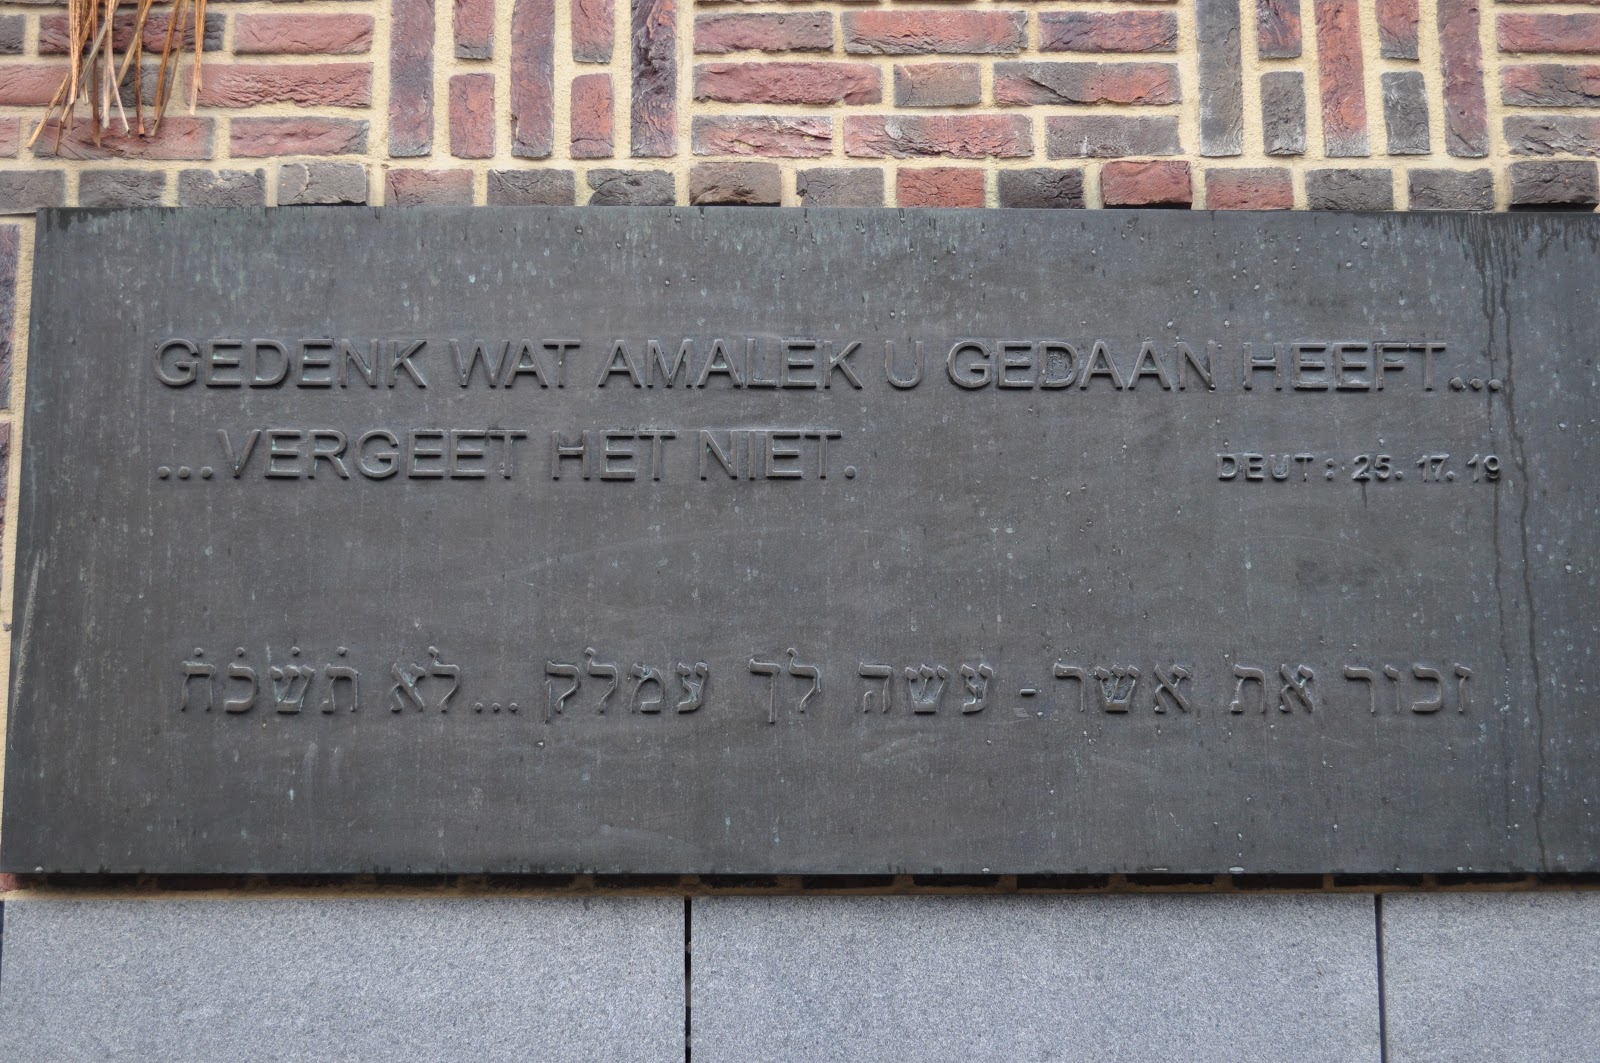 GEDENK WAT AMALEK U GEDAAN HEEFT...
...VERGEET HET NIET.
DEUT: 25. 17. 19
זכור את אשר - עשה לך עמלק ...לא תשכח